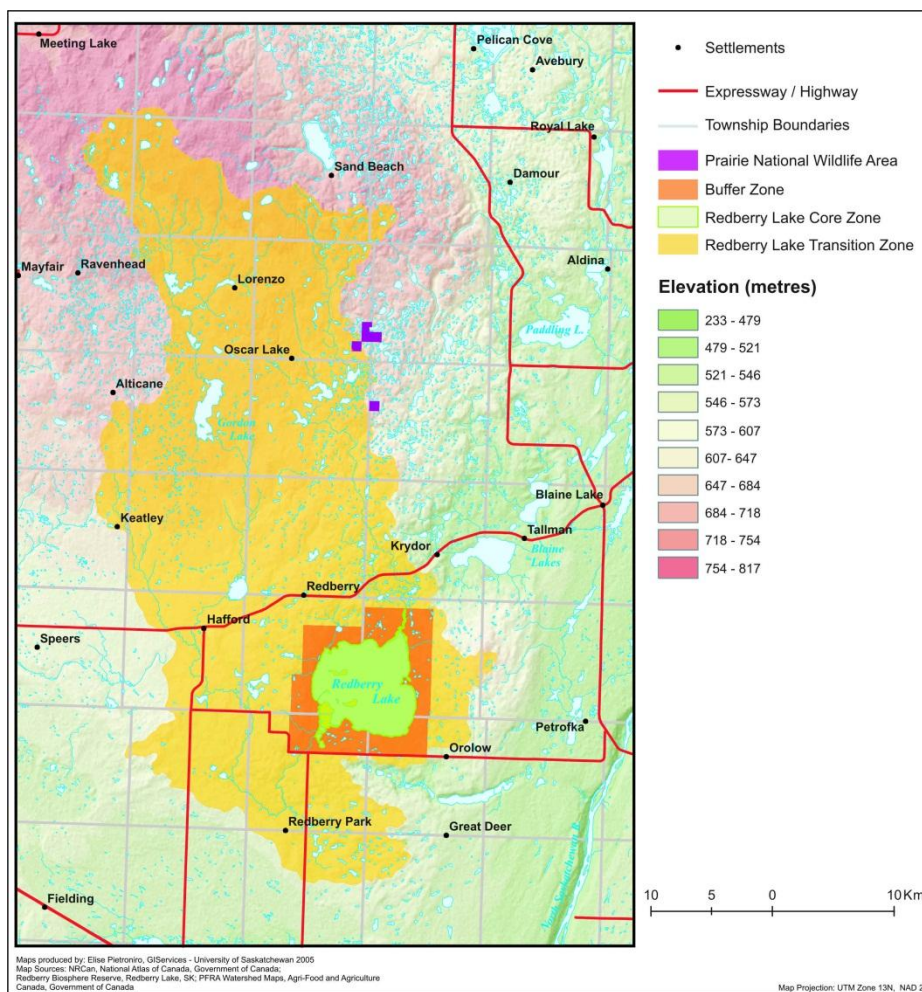 Meeting Lake
Pelican Cove
Avebury
Royal Lake
Sand Beach
Damour
Mayfair
Ravenhead
Aldina
Lorenzo
Paddling L.
Oscar Lake
Alticane
Gordon
Lake
Blaine Lake
Keatley
Tallman
Krydor
Blaine
Lakes
Redberry
Hafford
Speers
Redberry
Lake
Petrofka
Orolow
Redberry Park
Great Deer
North Saskatchewan R.
Fielding
Settlements
Expressway / Highway
Township Boundaries
Prairie National Wildlife Area
Buffer Zone
Redberry Lake Core Zone
Redberry Lake Transition Zone
Elevation (metres)
233 - 479
479 - 521
521 - 546
546 - 573
573 - 607
607- 647
647 - 684
684 - 718
718 - 754
754 - 817
10 5 0 10 Km
Maps produced by: Elise Pietroniro, GIServices - University of Saskatchewan 2005
Map Sources: NRCan, National Atlas of Canada, Government of Canada;
Redberry Biosphere Reserve, Redberry Lake, SK; PFRA Watershed Maps, Agri-Food and Agriculture
Canada, Government of Canada
Map Projection: UTM Zone 13N, NAD